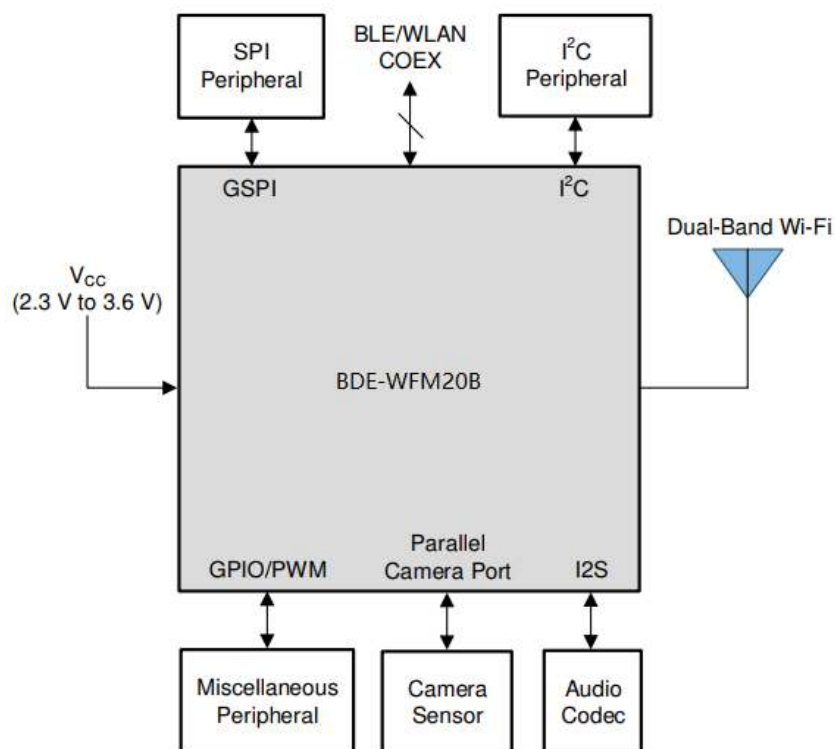 SPI
Peripheral
BLE/WLAN
COEX
I²C
Peripheral
GSPI
I²C
Dual-Band Wi-Fi
V_CC
(2.3 V to 3.6 V)
BDE-WFM20B
GPIO/PWM
Parallel
Camera Port
I2S
Miscellaneous
Peripheral
Camera
Sensor
Audio
Codec